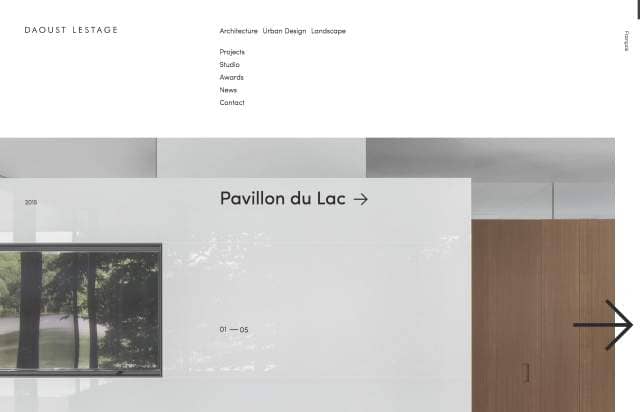 DAOUST LESTAGE
Architecture Urban Design Landscape
Français
Projects
Studio
Awards
News
Contact
2015
Pavillon du Lac →
01 — 05